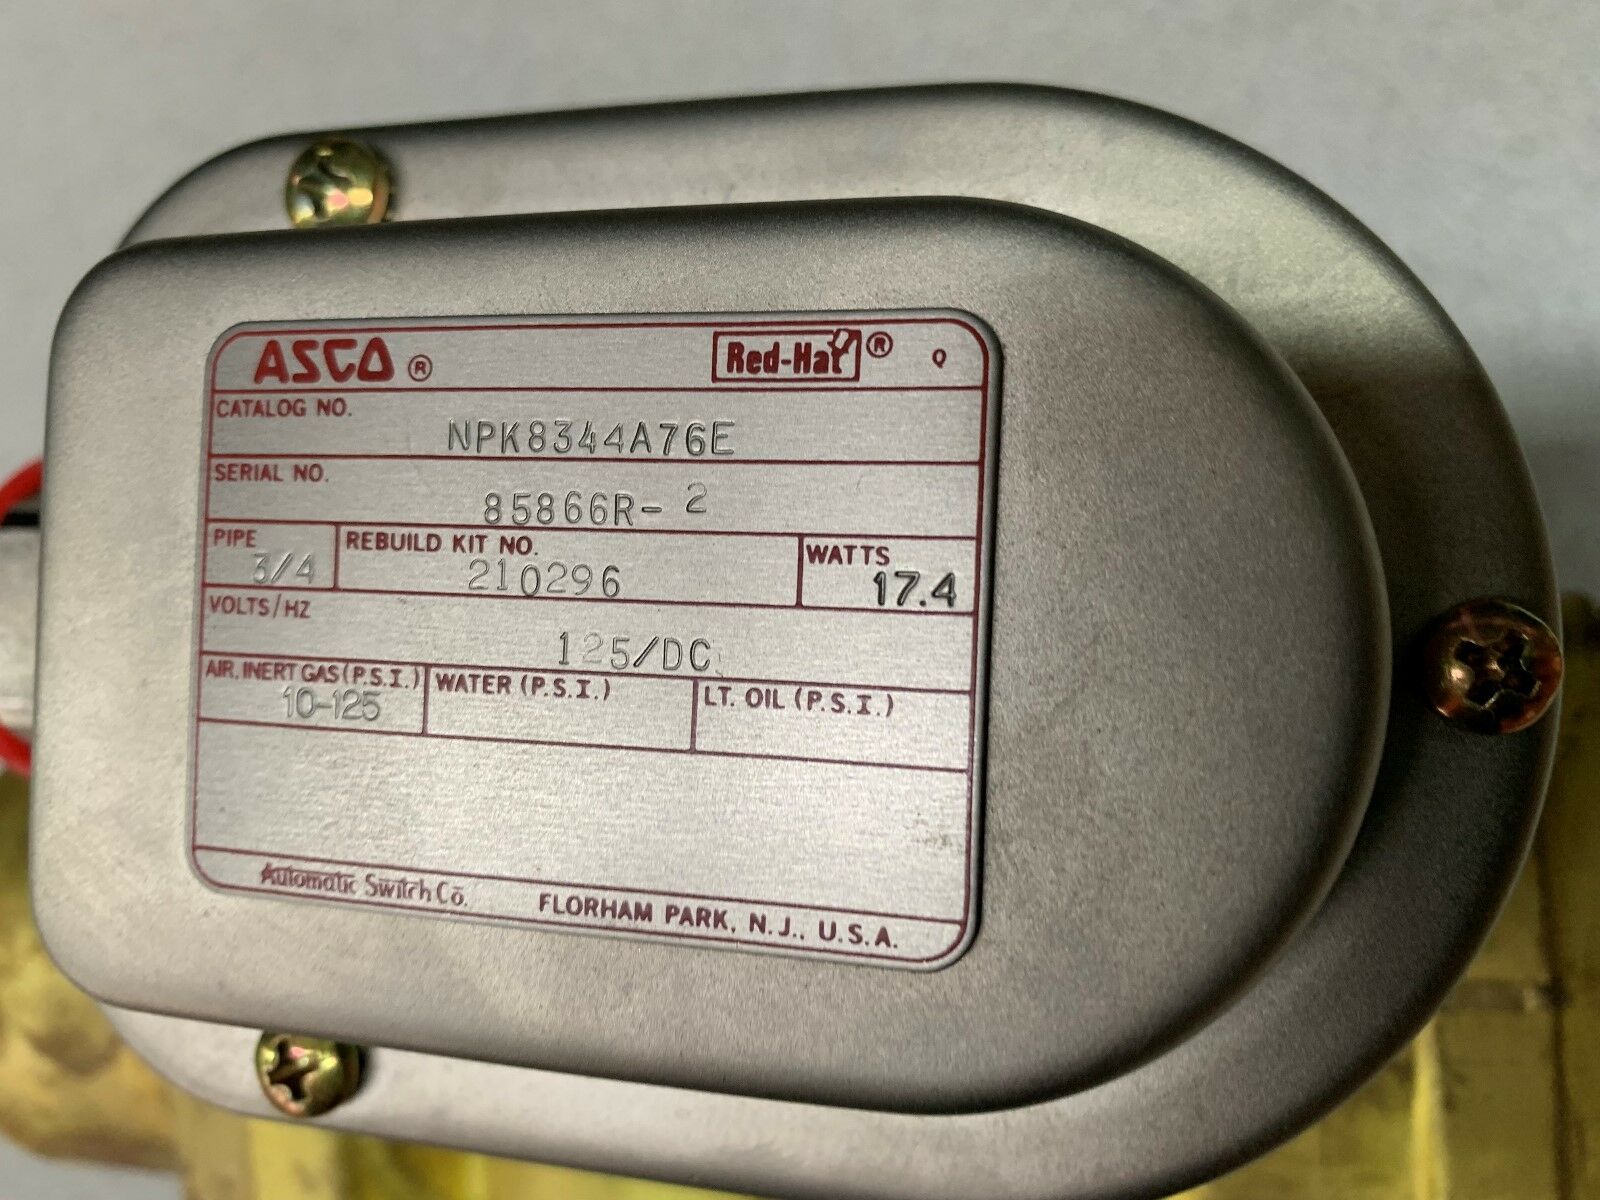 ASCO ® Red-Hat ® Q
CATALOG NO.
NPK8344A76E
SERIAL NO.
85866R- 2
PIPE REBUILD KIT NO. WATTS
3/4 210296 17.4
VOLTS/HZ
125/DC
AIR, INERT GAS (P.S.I.) WATER (P.S.I.) LT. OIL (P.S.I.)
10-125
Automatic Switch Co. FLORHAM PARK, N.J., U.S.A.